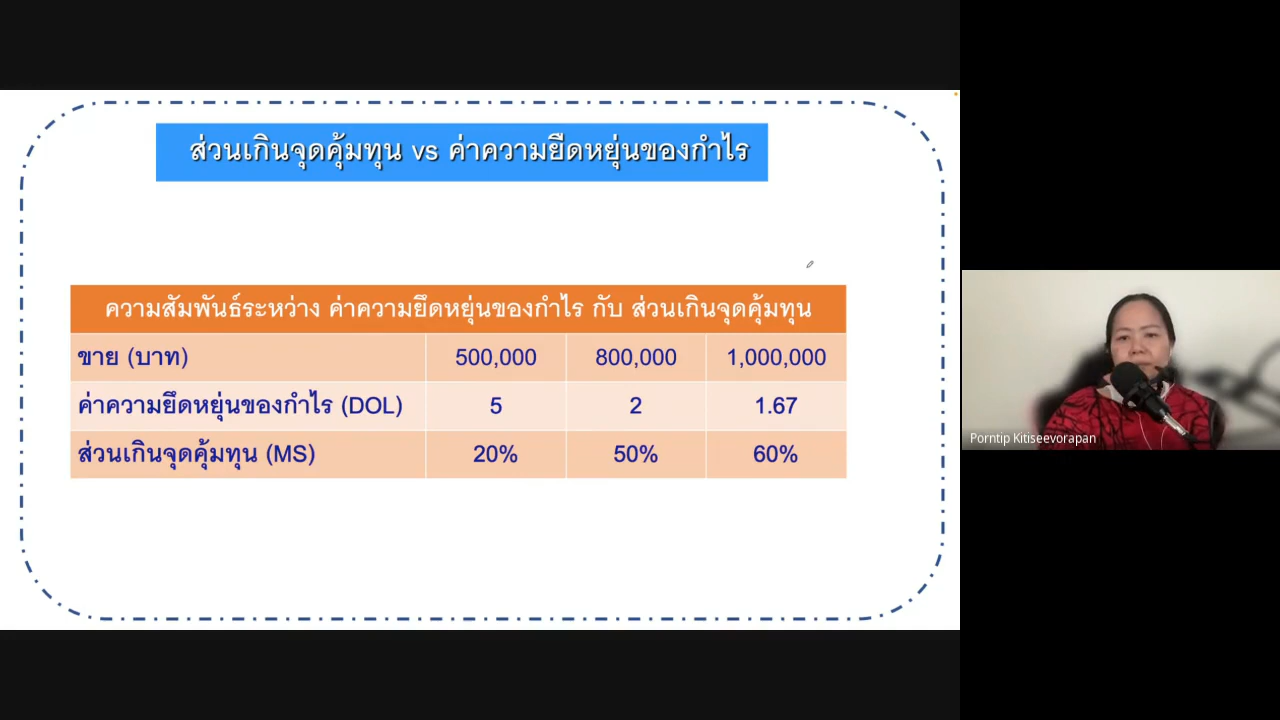 ส่วนเกินจุดคุ้มทุน vs ค่าความยืดหยุ่นของกำไร
ความสัมพันธ์ระหว่าง ค่าความยึดหยุ่นของกำไร กับ ส่วนเกินจุดคุ้มทุน
ขาย (บาท) 500,000 800,000 1,000,000
ค่าความยึดหยุ่นของกำไร (DOL) 5 2 1.67
ส่วนเกินจุดคุ้มทุน (MS) 20% 50% 60%
Porntip Kitiseevorapan